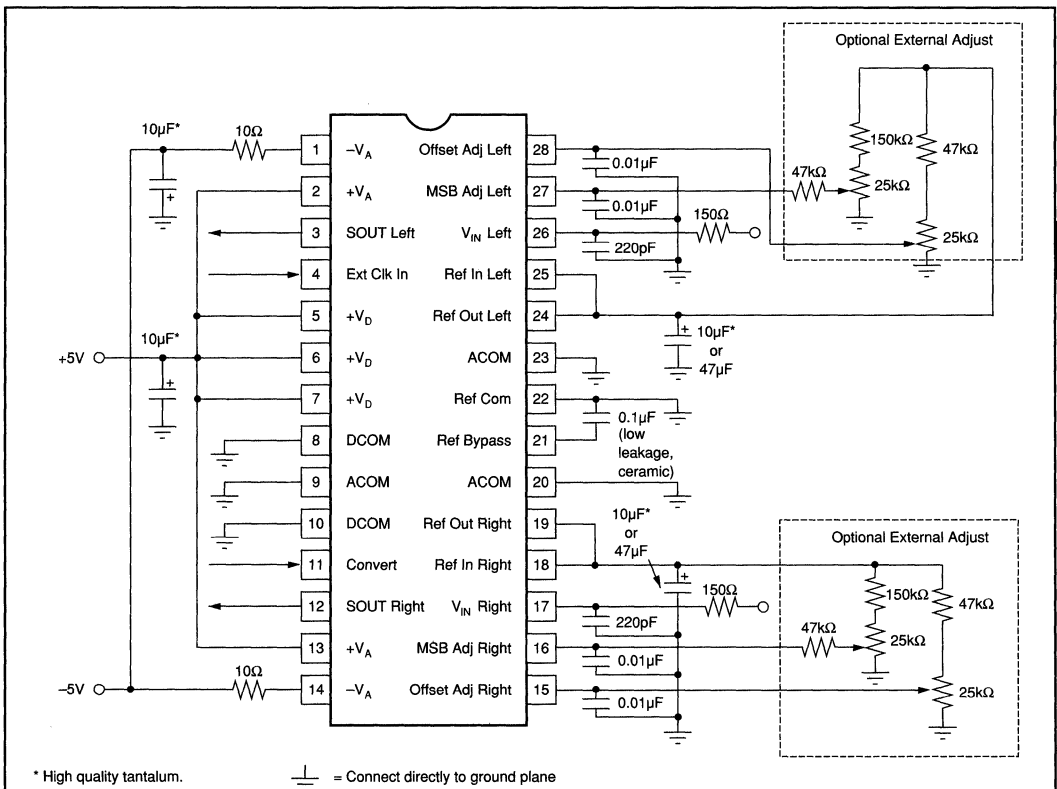 Optional External Adjust
10µF*
10Ω
1 –VA Offset Adj Left 28
0.01µF
150kΩ
47kΩ
2 +VA MSB Adj Left 27
47kΩ
25kΩ
0.01µF
150Ω
3 SOUT Left VIN Left 26
220pF
25kΩ
4 Ext Clk In Ref In Left 25
5 +VD Ref Out Left 24
10µF*
or
47µF
+5V
10µF*
6 +VD ACOM 23
7 +VD Ref Com 22
0.1µF
(low
leakage,
ceramic)
8 DCOM Ref Bypass 21
9 ACOM ACOM 20
10 DCOM Ref Out Right 19
10µF*
or
47µF
Optional External Adjust
11 Convert Ref In Right 18
150Ω
150kΩ
47kΩ
12 SOUT Right VIN Right 17
220pF
47kΩ
25kΩ
13 +VA MSB Adj Right 16
0.01µF
–5V
10Ω
14 –VA Offset Adj Right 15
0.01µF
25kΩ
* High quality tantalum.
= Connect directly to ground plane